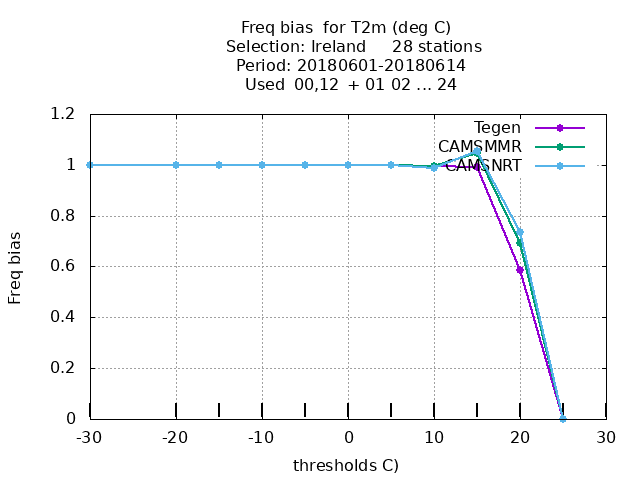 Freq bias  for T2m (deg C)
Selection: Ireland     28 stations
Period: 20180601-20180614
Used  00,12  + 01 02 ... 24
Tegen
CAMSMMR
CAMSNRT
1.2
1
0.8
0.6
0.4
0.2
0
Freq bias
-30
-20
-10
0
10
20
30
thresholds C)